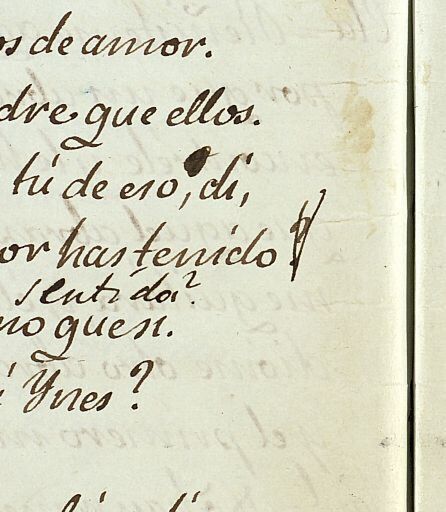 os de amor.
dre que ellos.
tú de eso, di,
or has tenido?
sentido?
no que si.
Ynes?